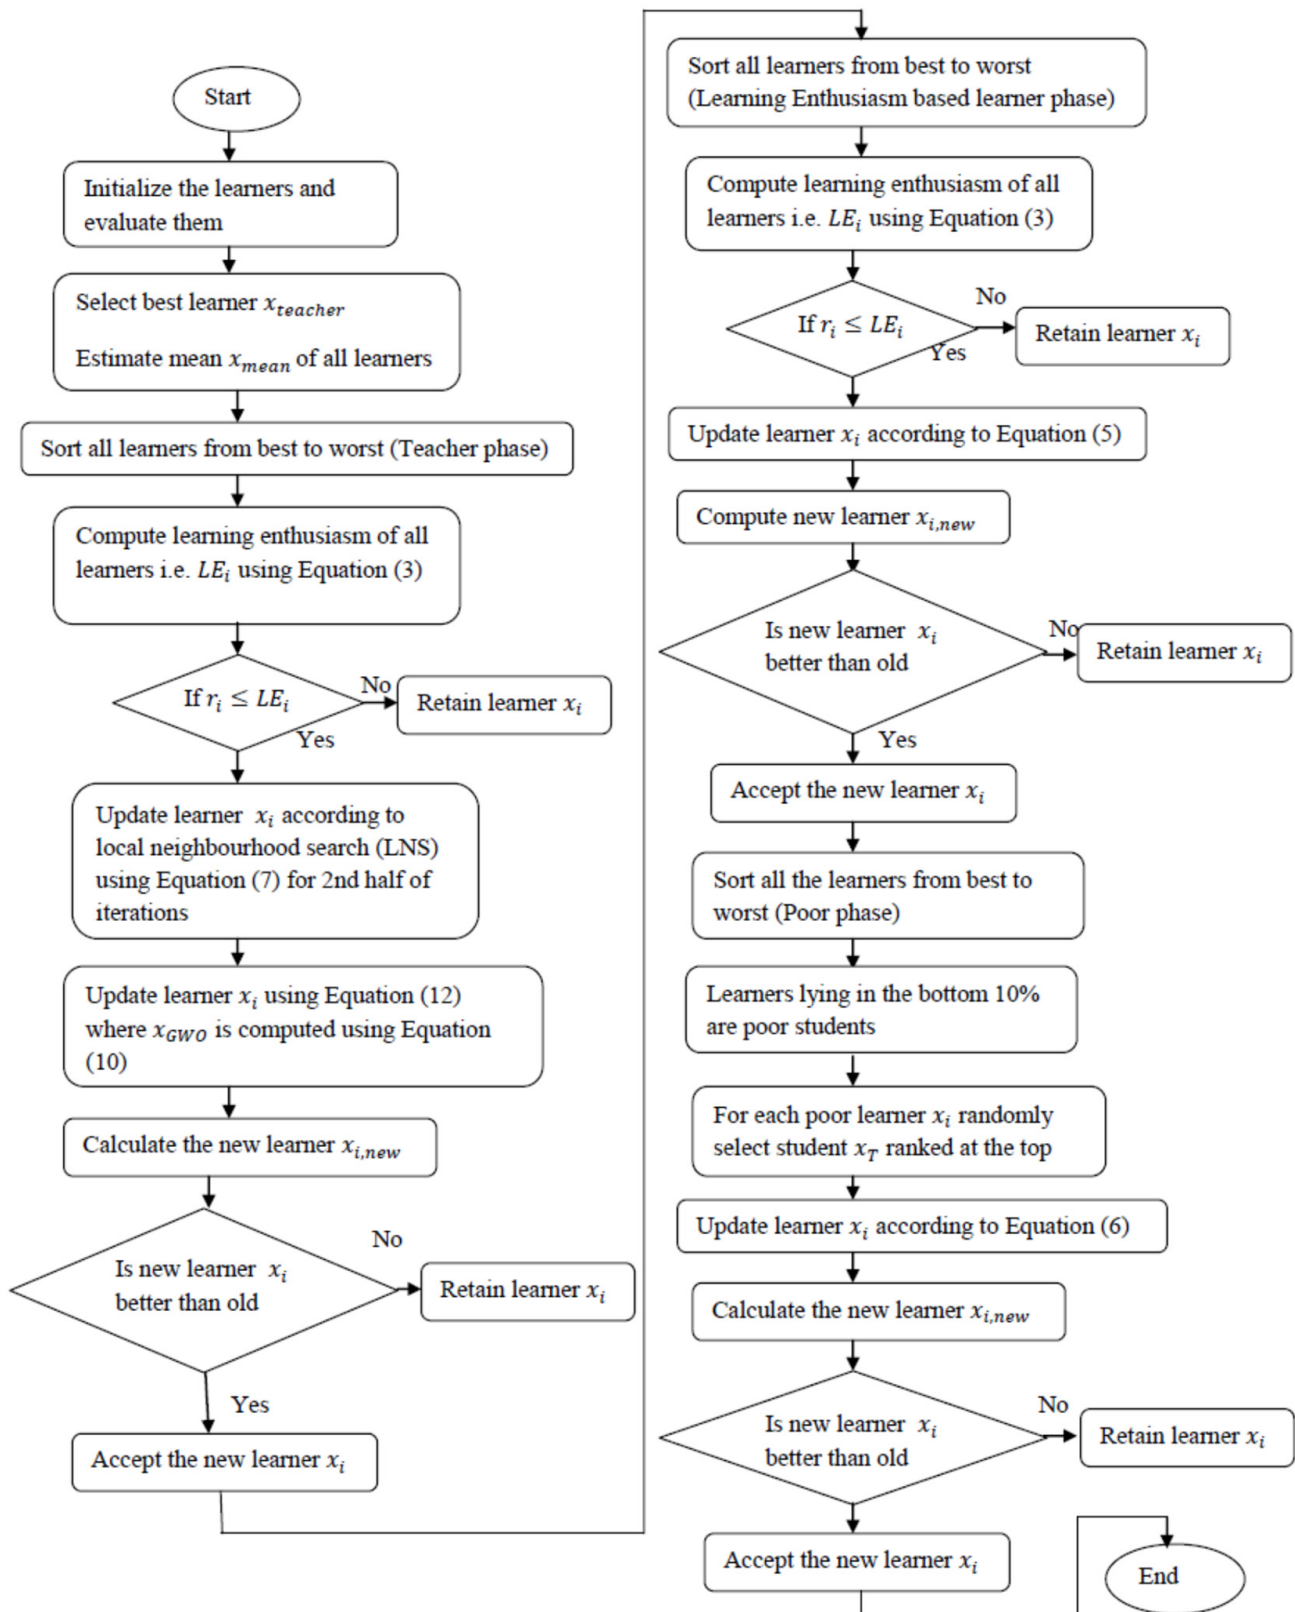 Start
Initialize the learners and
evaluate them
Select best learner x_teacher
Estimate mean x_mean of all learners
Sort all learners from best to worst (Teacher phase)
Compute learning enthusiasm of all
learners i.e. LE_i using Equation (3)
If r_i ≤ LE_i
No
Retain learner x_i
Yes
Update learner x_i according to
local neighbourhood search (LNS)
using Equation (7) for 2nd half of
iterations
Update learner x_i using Equation (12)
where x_GWO is computed using Equation
(10)
Calculate the new learner x_i,new
Is new learner x_i
better than old
No
Retain learner x_i
Yes
Accept the new learner x_i
Sort all learners from best to worst
(Learning Enthusiasm based learner phase)
Compute learning enthusiasm of all
learners i.e. LE_i using Equation (3)
If r_i ≤ LE_i
No
Retain learner x_i
Yes
Update learner x_i according to Equation (5)
Compute new learner x_i,new
Is new learner x_i
better than old
No
Retain learner x_i
Yes
Accept the new learner x_i
Sort all the learners from best to
worst (Poor phase)
Learners lying in the bottom 10%
are poor students
For each poor learner x_i randomly
select student x_T ranked at the top
Update learner x_i according to Equation (6)
Calculate the new learner x_i,new
Is new learner x_i
better than old
No
Retain learner x_i
Yes
Accept the new learner x_i
End